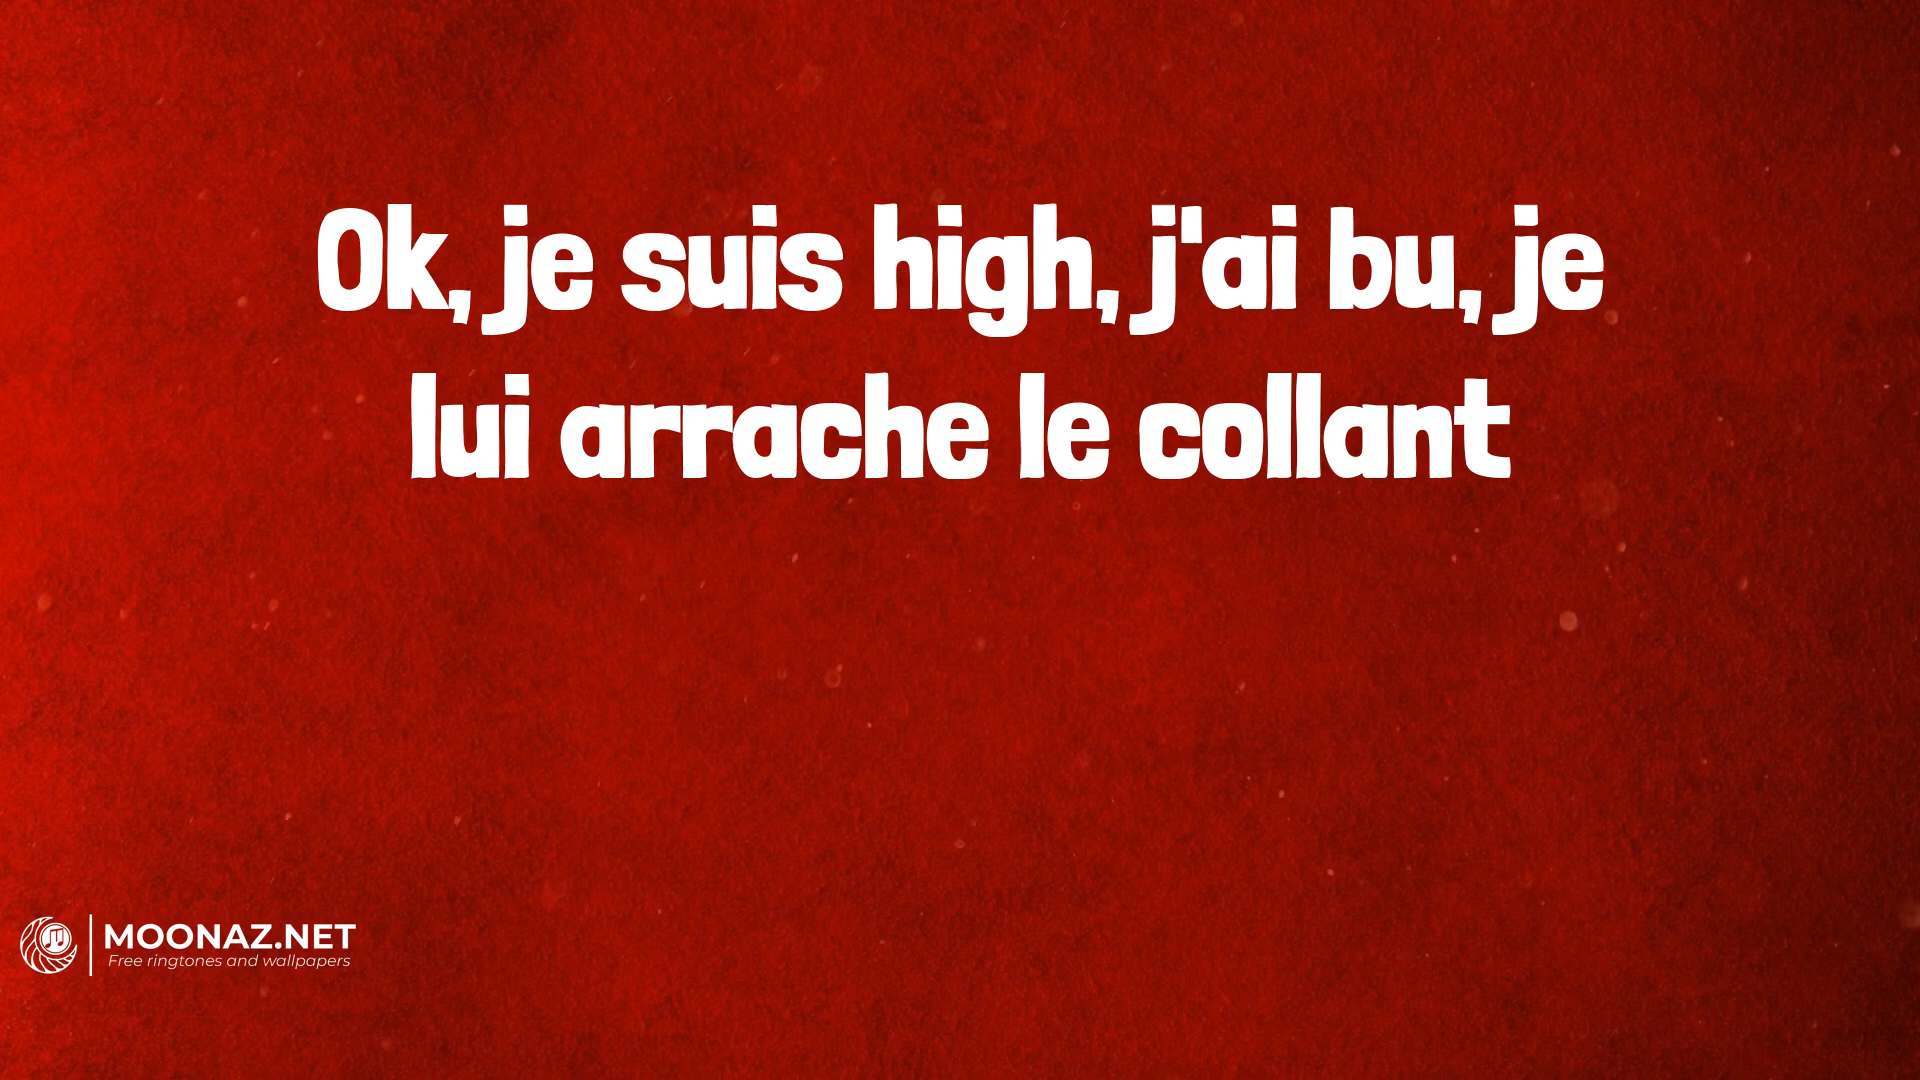 Ok, je suis high, j'ai bu, je
lui arrache le collant
MOONAZ.NET
Free ringtones and wallpapers